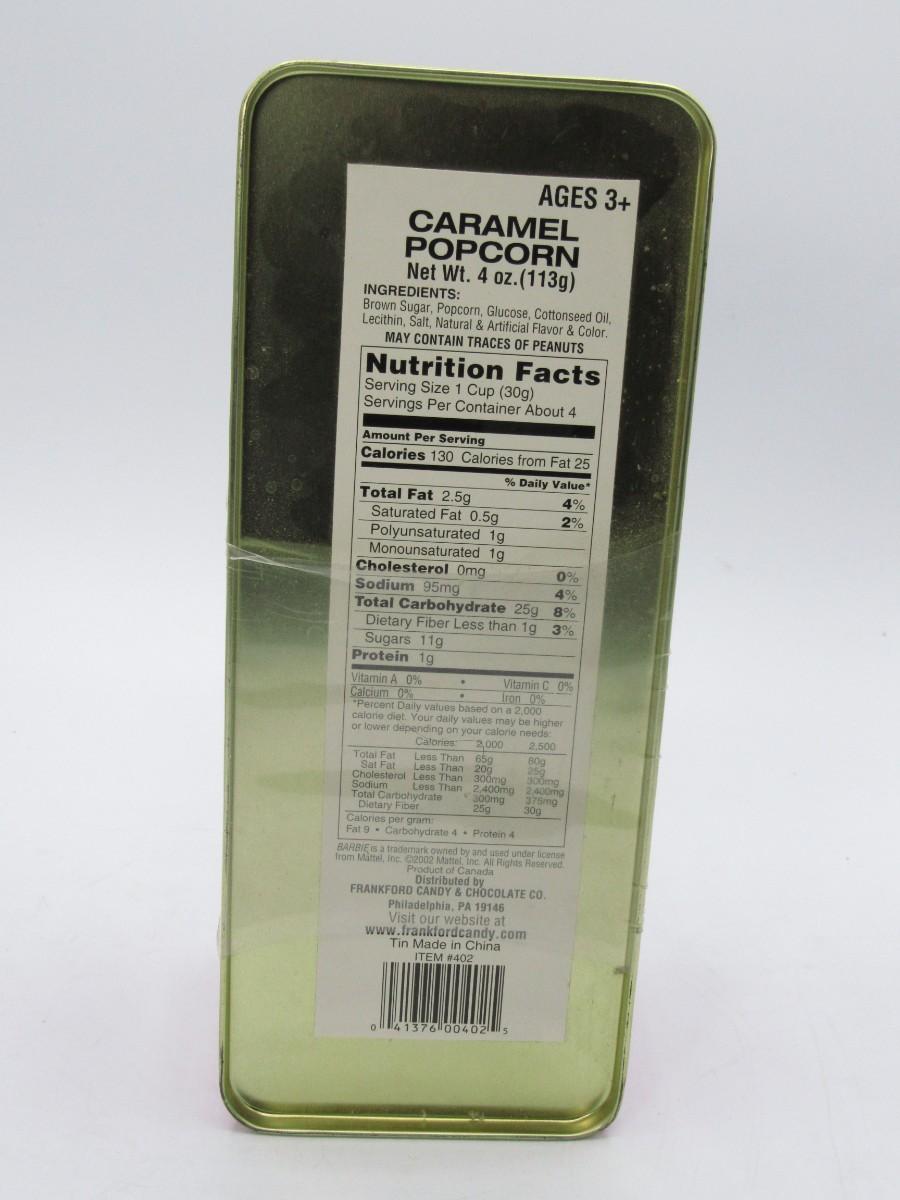 AGES 3+
CARAMEL
POPCORN
Net Wt. 4 oz.(113g)
INGREDIENTS:
Brown Sugar, Popcorn, Glucose, Cottonseed Oil,
Lecithin, Salt, Natural & Artificial Flavor & Color.
MAY CONTAIN TRACES OF PEANUTS
Nutrition Facts
Serving Size 1 Cup (30g)
Servings Per Container About 4
Amount Per Serving
Calories 130 Calories from Fat 25
% Daily Value*
Total Fat 2.5g 4%
Saturated Fat 0.5g 2%
Polyunsaturated 1g
Monounsaturated 1g
Cholesterol 0mg 0%
Sodium 95mg 4%
Total Carbohydrate 25g 8%
Dietary Fiber Less than 1g 3%
Sugars 11g
Protein 1g
Vitamin A 0% • Vitamin C 0%
Calcium 0% • Iron 0%
*Percent Daily values based on a 2,000
calorie diet. Your daily values may be higher
or lower depending on your calorie needs:
Calories: 2,000 2,500
Total Fat Less Than 65g 80g
Sat Fat Less Than 20g 25g
Cholesterol Less Than 300mg 300mg
Sodium Less Than 2,400mg 2,400mg
Total Carbohydrate 300mg 375mg
Dietary Fiber 25g 30g
Calories per gram:
Fat 9 • Carbohydrate 4 • Protein 4
BARBIE is a trademark owned by and used under license
from Mattel, Inc. ©2002 Mattel, Inc. All Rights Reserved.
Product of Canada
Distributed by
FRANKFORD CANDY & CHOCOLATE CO.
Philadelphia, PA 19146
Visit our website at
www.frankfordcandy.com
Tin Made in China
ITEM #402
0 41376 00402 5